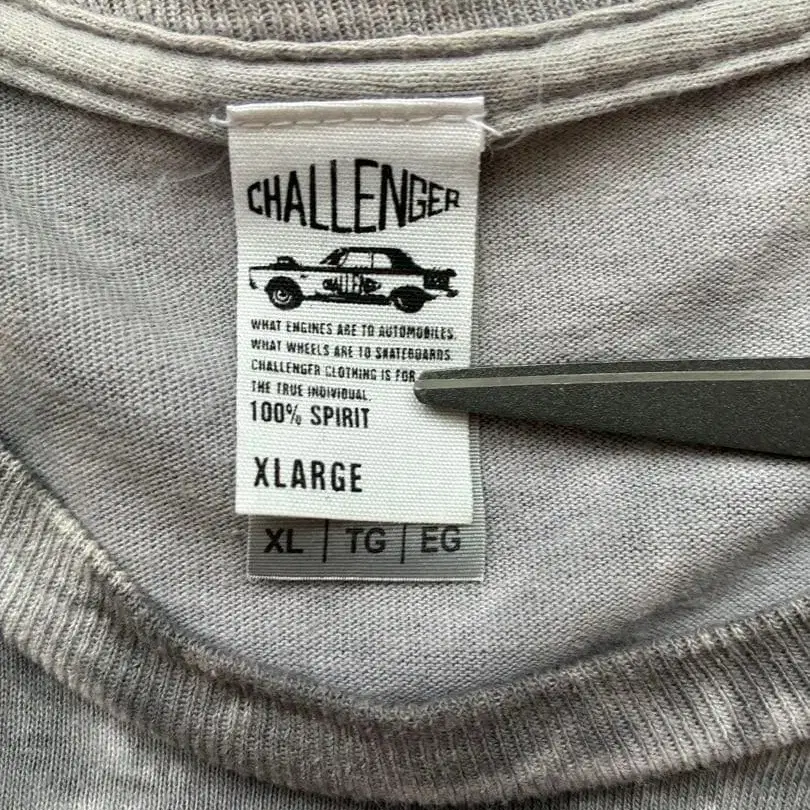 CHALLENGER
CHALLENGER
WHAT ENGINES ARE TO AUTOMOBILES,
WHAT WHEELS ARE TO SKATEBOARDS
CHALLENGER CLOTHING IS FOR
THE TRUE INDIVIDUAL.
100% SPIRIT
XLARGE
XL | TG | EG